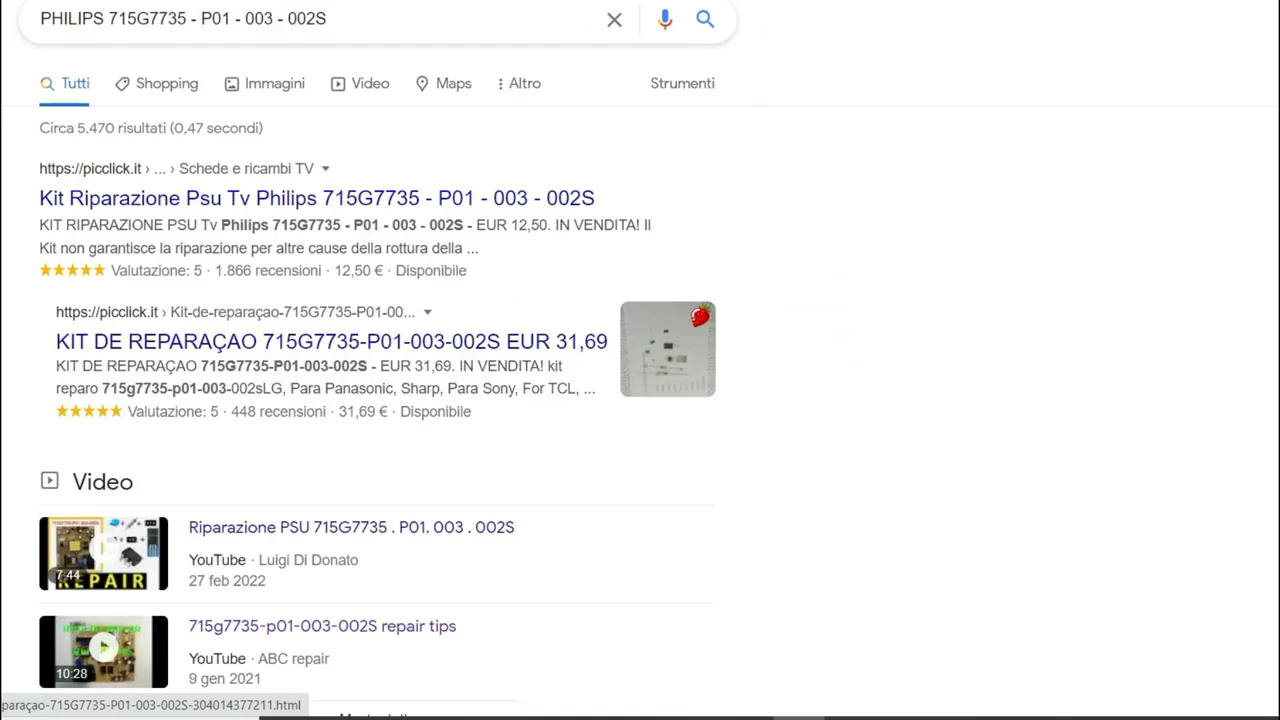 PHILIPS 715G7735 - P01 - 003 - 002S
Tutti Shopping Immagini Video Maps Altro Strumenti
Circa 5.470 risultati (0,47 secondi)
https://picclick.it › ... › Schede e ricambi TV
Kit Riparazione Psu Tv Philips 715G7735 - P01 - 003 - 002S
KIT RIPARAZIONE PSU Tv Philips 715G7735 - P01 - 003 - 002S - EUR 12,50. IN VENDITA! Il
Kit non garantisce la riparazione per altre cause della rottura della ...
Valutazione: 5 · 1.866 recensioni · 12,50 € · Disponibile
https://picclick.it › Kit-de-reparaçao-715G7735-P01-00...
KIT DE REPARAÇAO 715G7735-P01-003-002S EUR 31,69
KIT DE REPARAÇAO 715G7735-P01-003-002S - EUR 31,69. IN VENDITA! kit
reparo 715g7735-p01-003-002sLG, Para Panasonic, Sharp, Para Sony, For TCL, ...
Valutazione: 5 · 448 recensioni · 31,69 € · Disponibile
Video
Riparazione PSU 715G7735 . P01. 003 . 002S
YouTube · Luigi Di Donato
27 feb 2022
7:44
REPAIR
715g7735-p01-003-002S repair tips
YouTube · ABC repair
9 gen 2021
10:28
paraçao-715G7735-P01-003-002S-304014377211.html